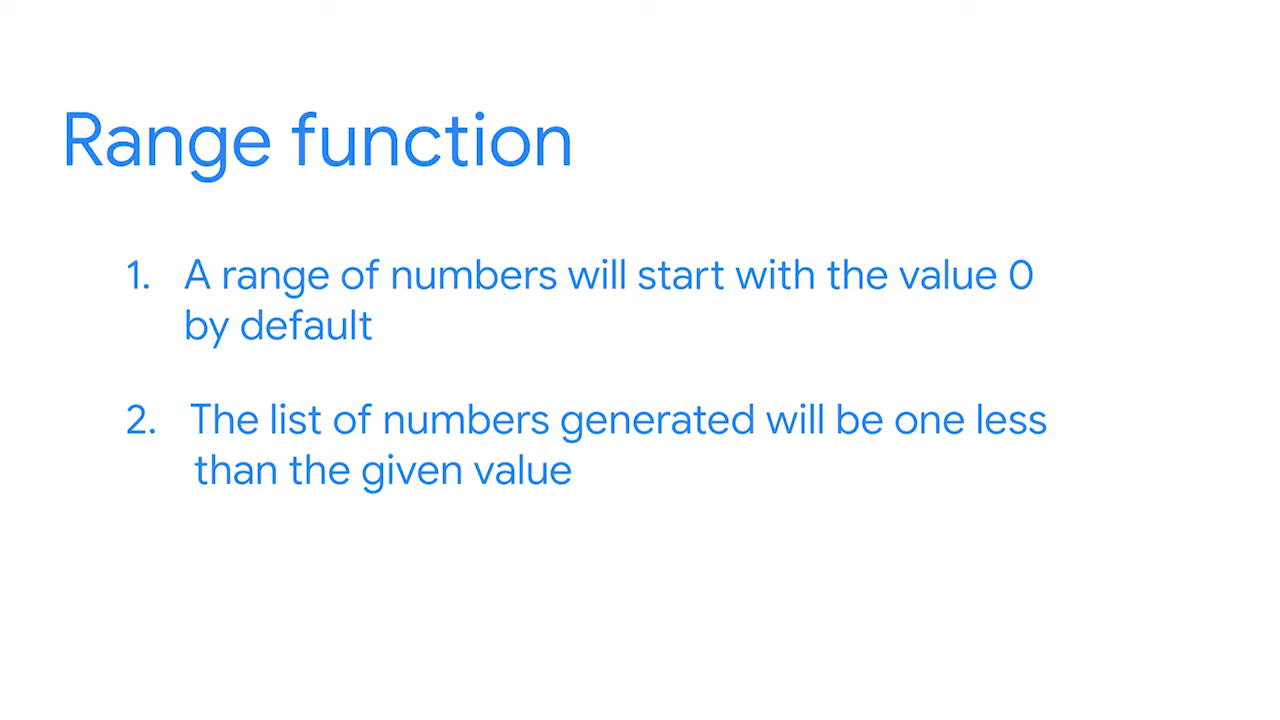 Range function
1. A range of numbers will start with the value 0
by default
2. The list of numbers generated will be one less
than the given value